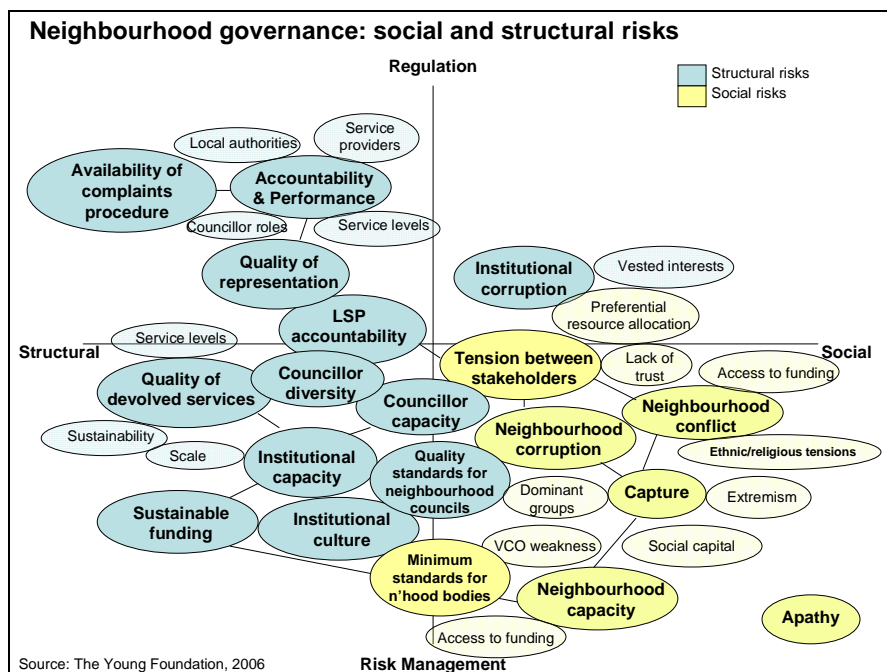 Neighbourhood governance: social and structural risks
Regulation
Structural risks
Social risks
Service
providers
Local authorities
Availability of
complaints
procedure
Accountability
& Performance
Councillor roles
Service levels
Quality of
representation
Institutional
corruption
Vested interests
Preferential
resource allocation
LSP
accountability
Service levels
Structural
Social
Tension between
stakeholders
Lack of
trust
Access to funding
Quality of
devolved services
Councillor
diversity
Councillor
capacity
Neighbourhood
conflict
Neighbourhood
corruption
Sustainability
Scale
Ethnic/religious tensions
Institutional
capacity
Quality
standards for
neighbourhood
councils
Dominant
groups
Capture
Extremism
Sustainable
funding
Institutional
culture
VCO weakness
Social capital
Minimum
standards for
n'hood bodies
Neighbourhood
capacity
Apathy
Access to funding
Source: The Young Foundation, 2006
Risk Management